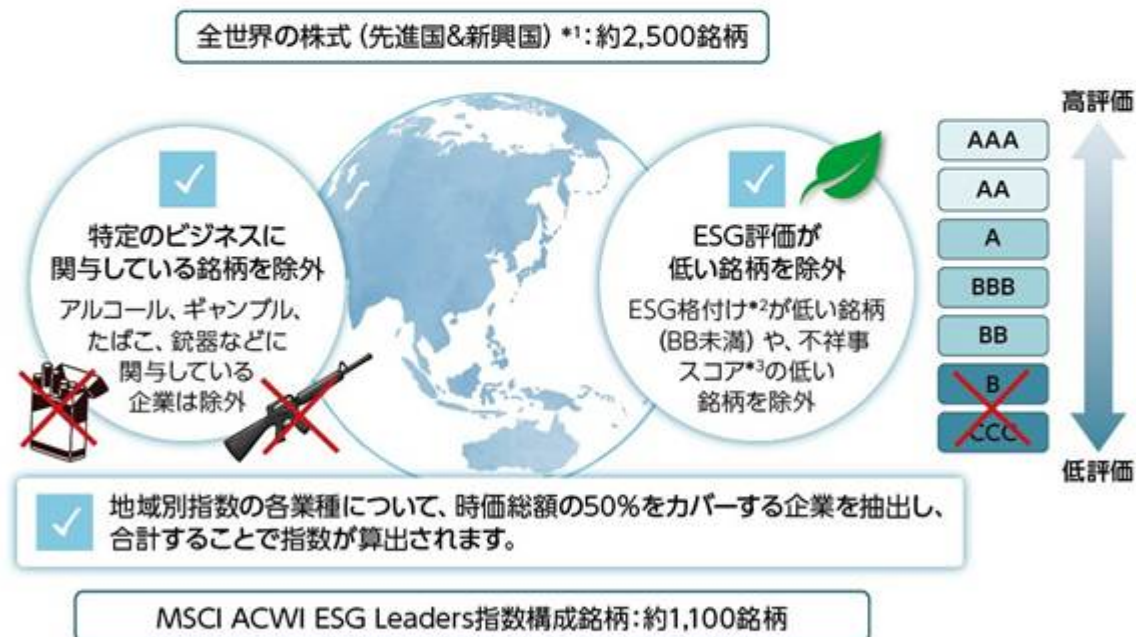 全世界の株式（先進国&新興国）*1：約2,500銘柄
特定のビジネスに
関与している銘柄を除外
アルコール、ギャンブル、
たばこ、銃器などに
関与している
企業は除外
ESG評価が
低い銘柄を除外
ESG格付け*2が低い銘柄
（BB未満）や、不祥事
スコア*3の低い
銘柄を除外
高評価
AAA
AA
A
BBB
BB
B
CCC
低評価
地域別指数の各業種について、時価総額の50%をカバーする企業を抽出し、
合計することで指数が算出されます。
MSCI ACWI ESG Leaders指数構成銘柄：約1,100銘柄